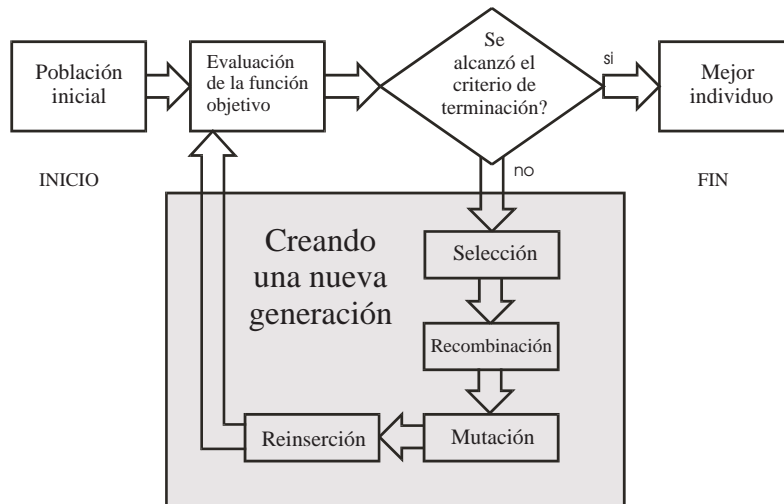 Población
inicial
Evaluación
de la función
objetivo
Se
alcanzó el
criterio de
terminación?
si
Mejor
individuo
INICIO
no
FIN
Creando
una nueva
generación
Selección
Recombinación
Mutación
Reinserción